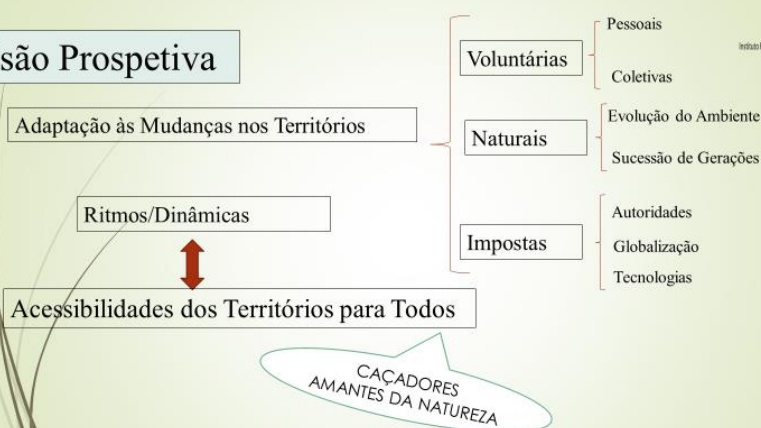 são Prospetiva
Adaptação às Mudanças nos Territórios
Voluntárias
Pessoais
Coletivas
Naturais
Evolução do Ambiente
Sucessão de Gerações
Impostas
Autoridades
Globalização
Tecnologias
Ritmos/Dinâmicas
Acessibilidades dos Territórios para Todos
CAÇADORES
AMANTES DA NATUREZA
Instituto